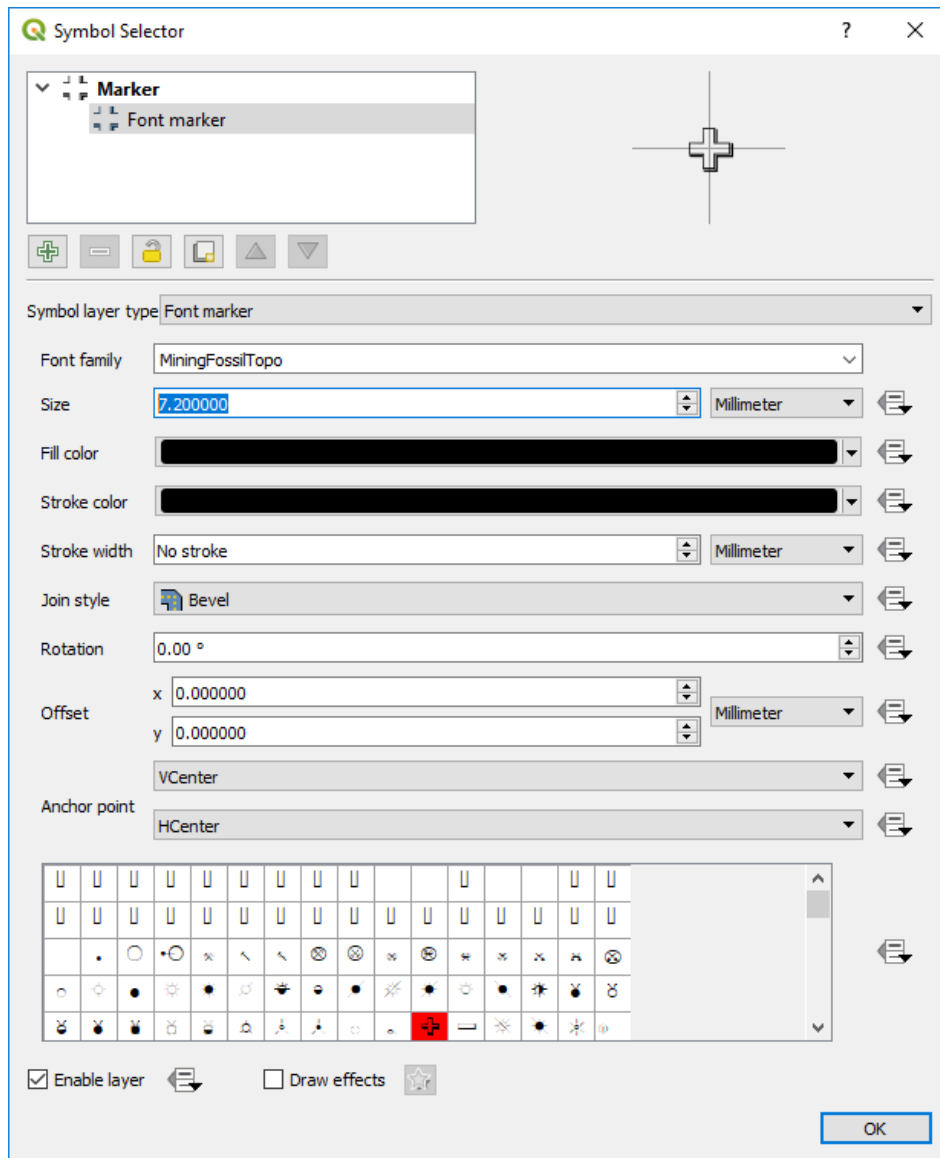 Symbol Selector
Marker
Font marker
Symbol layer type Font marker
Font family MiningFossilTopo
Size 7.200000 Millimeter
Fill color
Stroke color
Stroke width No stroke Millimeter
Join style Bevel
Rotation 0.00 °
Offset x 0.000000 Millimeter
y 0.000000
VCenter
Anchor point
HCenter
Enable layer Draw effects
OK